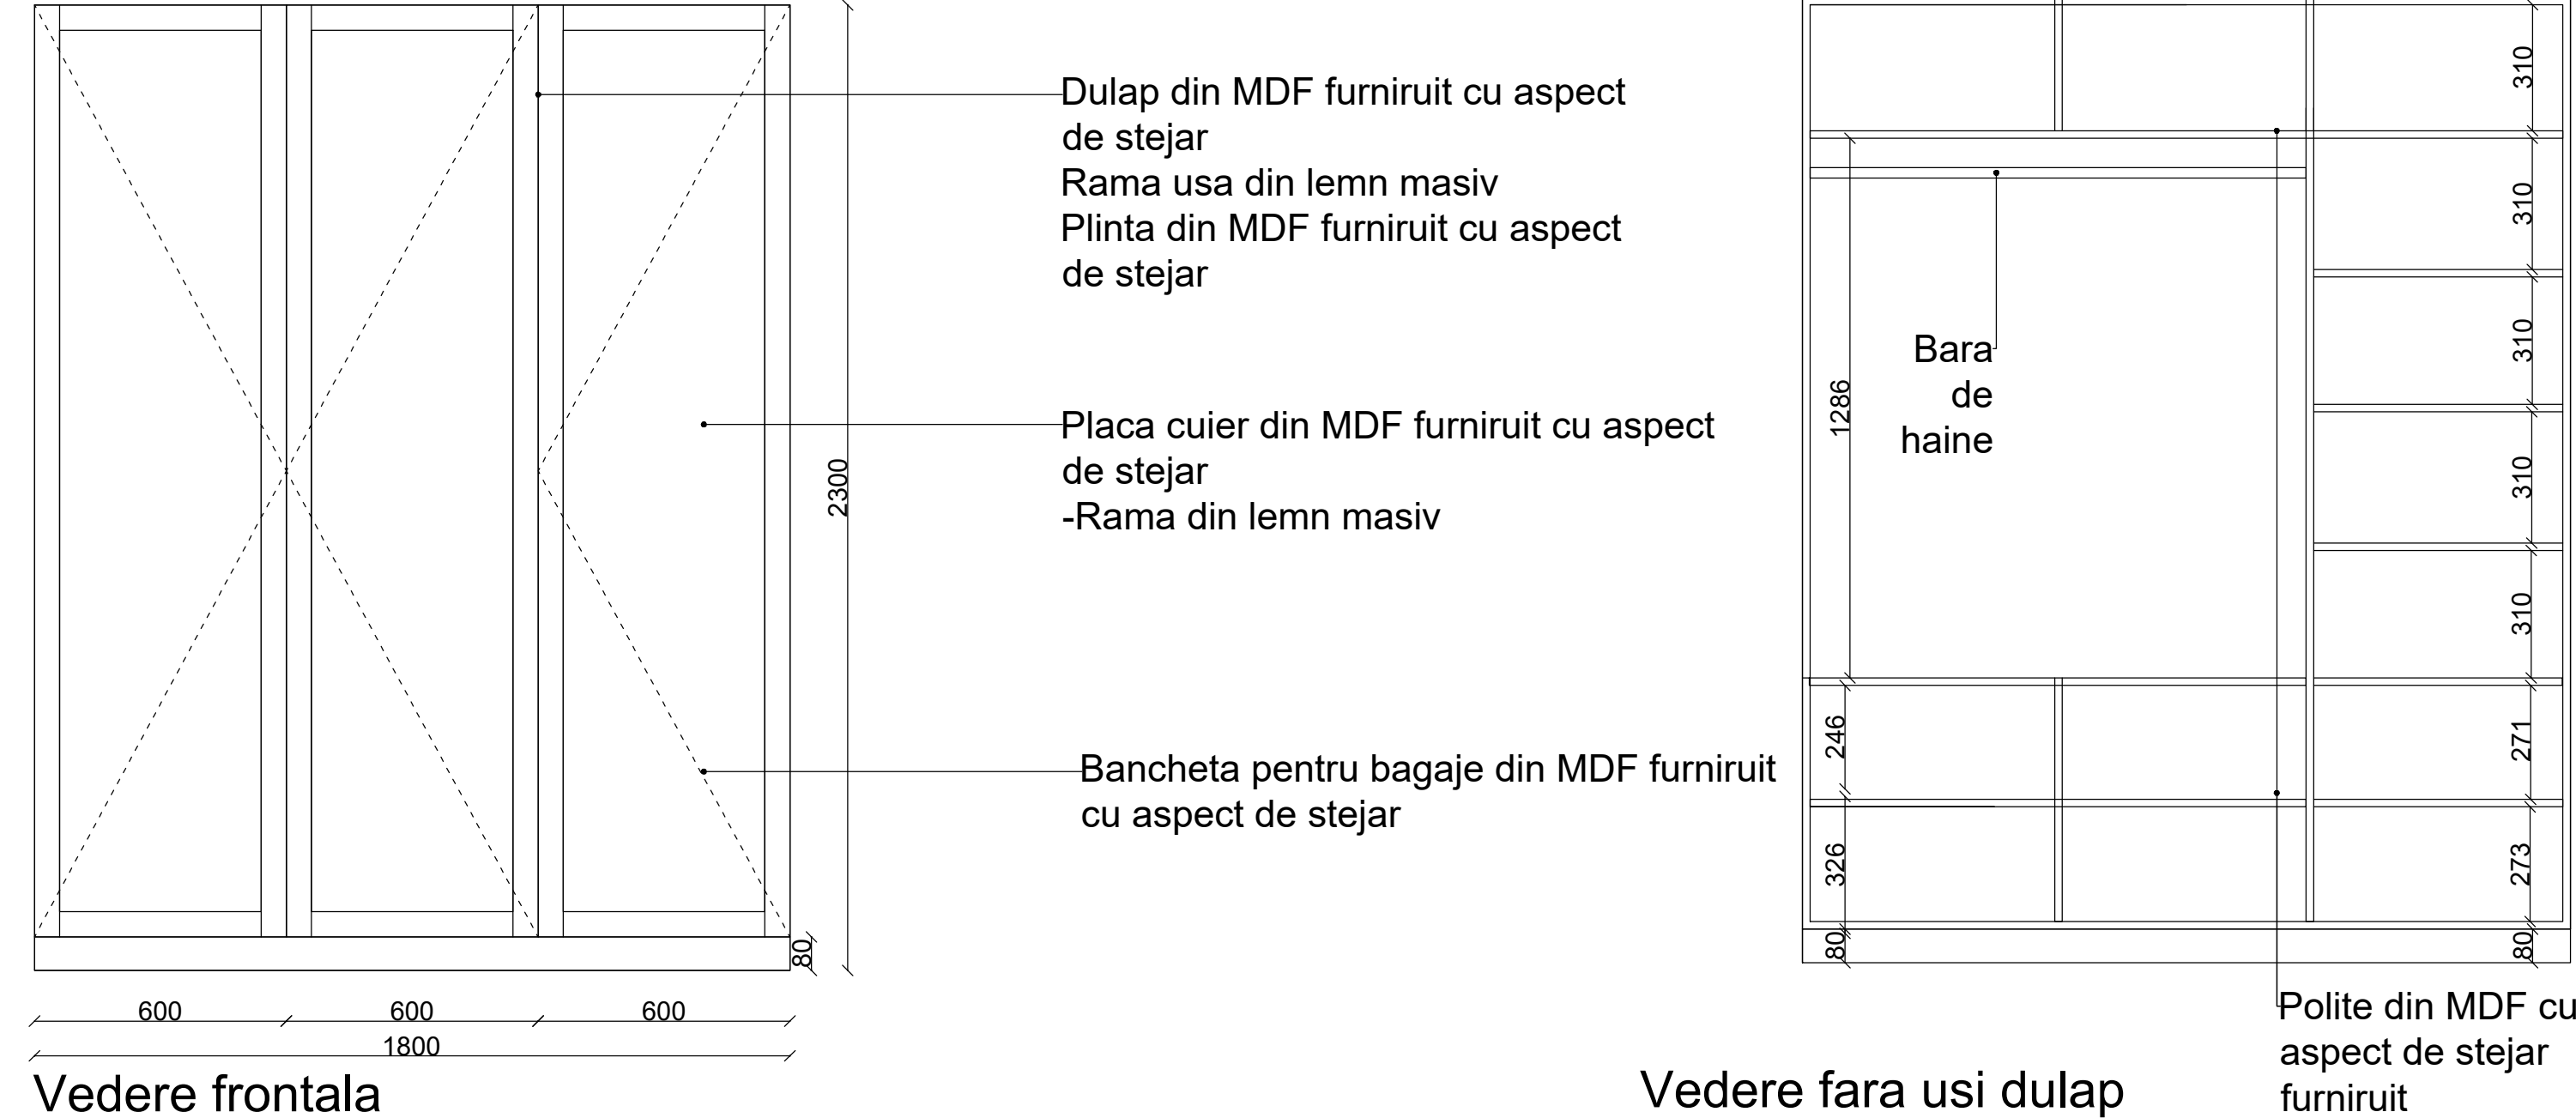 Dulap din MDF furniruit cu aspect
de stejar
Rama usa din lemn masiv
Plinta din MDF furniruit cu aspect
de stejar
Placa cuier din MDF furniruit cu aspect
de stejar
-Rama din lemn masiv
Bancheta pentru bagaje din MDF furniruit
cu aspect de stejar
2300
80
600 600 600
1800
Vedere frontala
Bara
de
haine
1286
246
326
80
310
310
310
310
310
271
273
80
Polite din MDF cu
aspect de stejar
furniruit
Vedere fara usi dulap